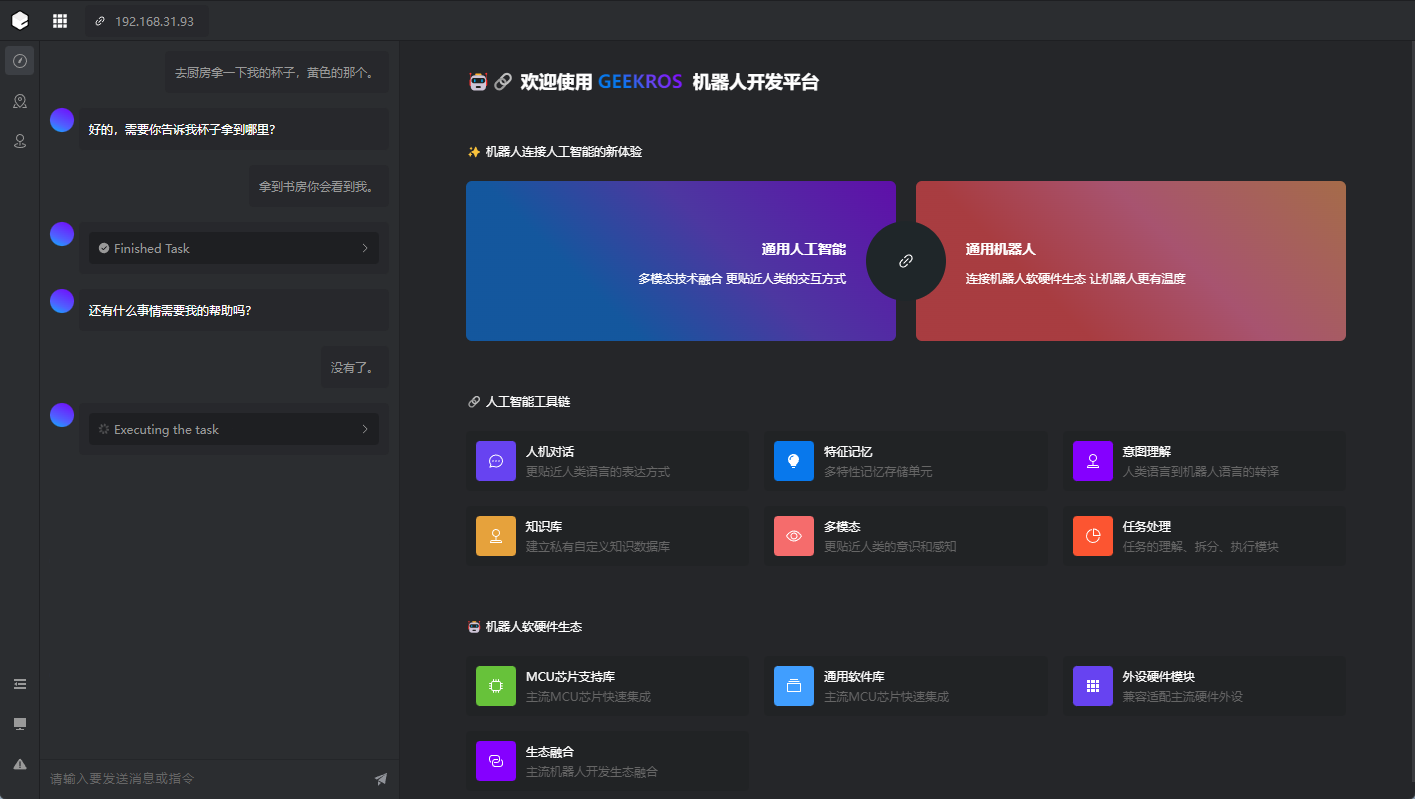 192.168.31.93
去厨房拿一下我的杯子，黄色的那个。
好的，需要你告诉我杯子拿到哪里？
拿到书房你会看到我。
Finished Task
还有什么事情需要我的帮助吗？
没有了。
Executing the task
请输入要发送消息或指令
欢迎使用 GEEKROS 机器人开发平台
机器人连接人工智能的新体验
通用人工智能
多模态技术融合 更贴近人类的交互方式
通用机器人
连接机器人软硬件生态 让机器人更有温度
人工智能工具链
人机对话
更贴近人类语言的表达方式
特征记忆
多特性记忆存储单元
意图理解
人类语言到机器人语言的转译
知识库
建立私有自定义知识数据库
多模态
更贴近人类的意识和感知
任务处理
任务的理解、拆分、执行模块
机器人软硬件生态
MCU芯片支持库
主流MCU芯片快速集成
通用软件库
主流MCU芯片快速集成
外设硬件模块
兼容适配主流硬件外设
生态融合
主流机器人开发生态融合